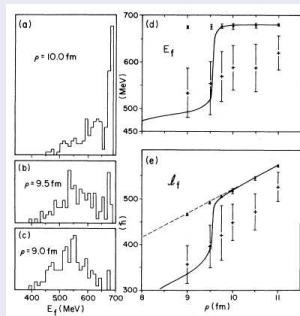 (a)
ρ = 10.0 fm
(b)
ρ = 9.5 fm
(c)
ρ = 9.0 fm
400 500 600 700
E_f (MeV)
(d)
E_f
700
600
(MeV)
500
450
(e)
ℓ_f
500
(ħ)
400
300
8 9 10 11
ρ (fm)